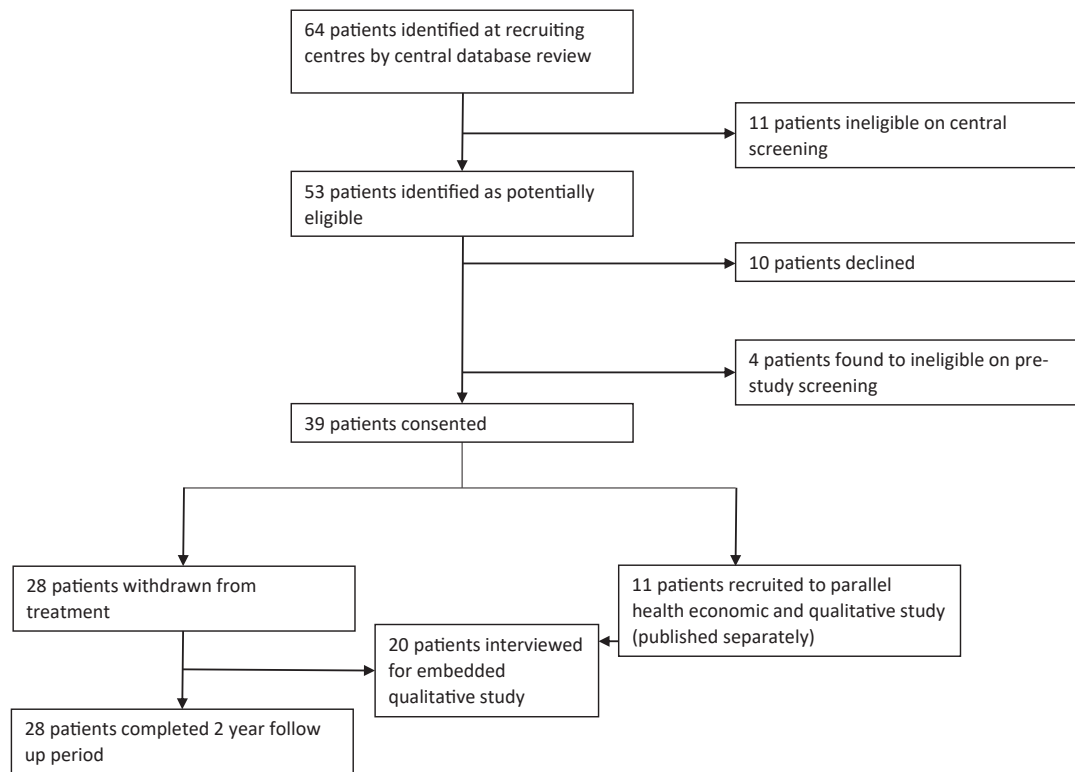 64 patients identified at recruiting
centres by central database review
11 patients ineligible on central
screening
53 patients identified as potentially
eligible
10 patients declined
4 patients found to ineligible on pre-
study screening
39 patients consented
28 patients withdrawn from
treatment
11 patients recruited to parallel
health economic and qualitative study
(published separately)
20 patients interviewed
for embedded
qualitative study
28 patients completed 2 year follow
up period